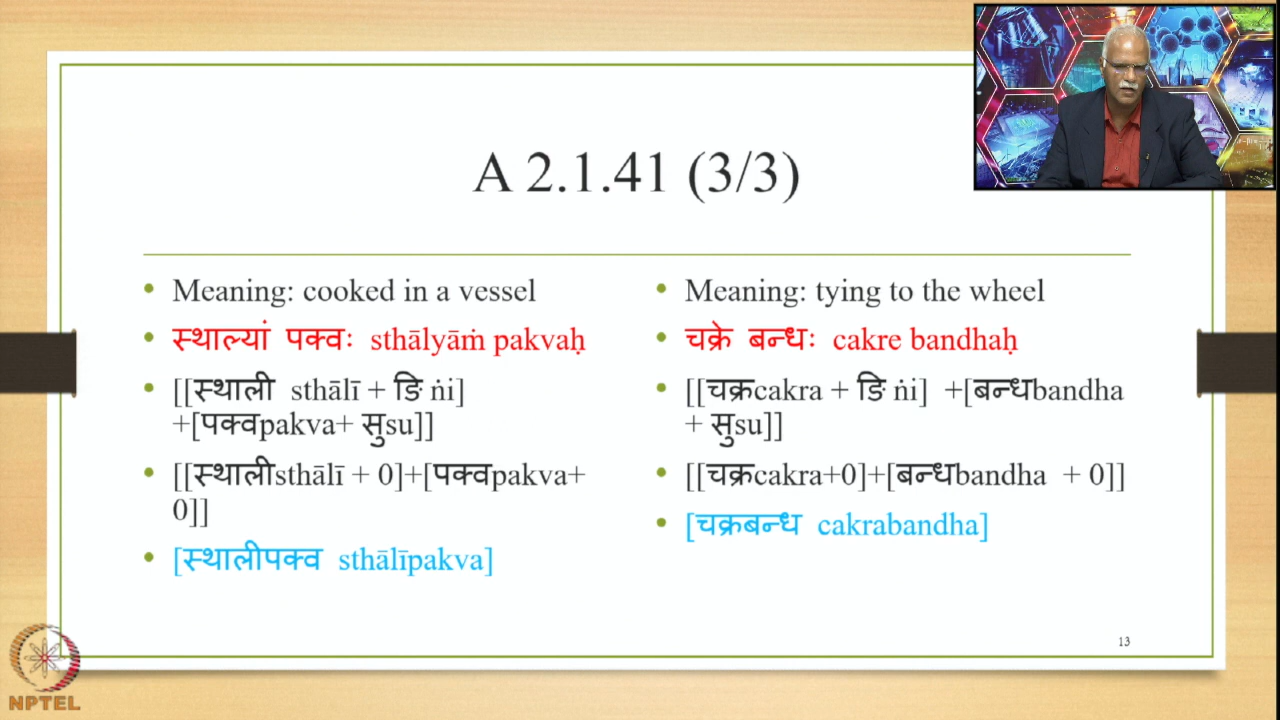 A 2.1.41 (3/3)
• Meaning: cooked in a vessel
• स्थाल्यां पक्वः sthālyāṁ pakvaḥ
• [[स्थाली sthālī + ङि ṅi]
+[पक्वpakva+ सुsu]]
• [[स्थालीsthālī + 0]+[पक्वpakva+
0]]
• [स्थालीपक्व sthālīpakva]
• Meaning: tying to the wheel
• चक्रे बन्धः cakre bandhaḥ
• [[चक्रcakra + ङि ṅi] +[बन्धbandha
+ सुsu]]
• [[चक्रcakra+0]+[बन्धbandha + 0]]
• [चक्रबन्ध cakrabandha]
13
NPTEL